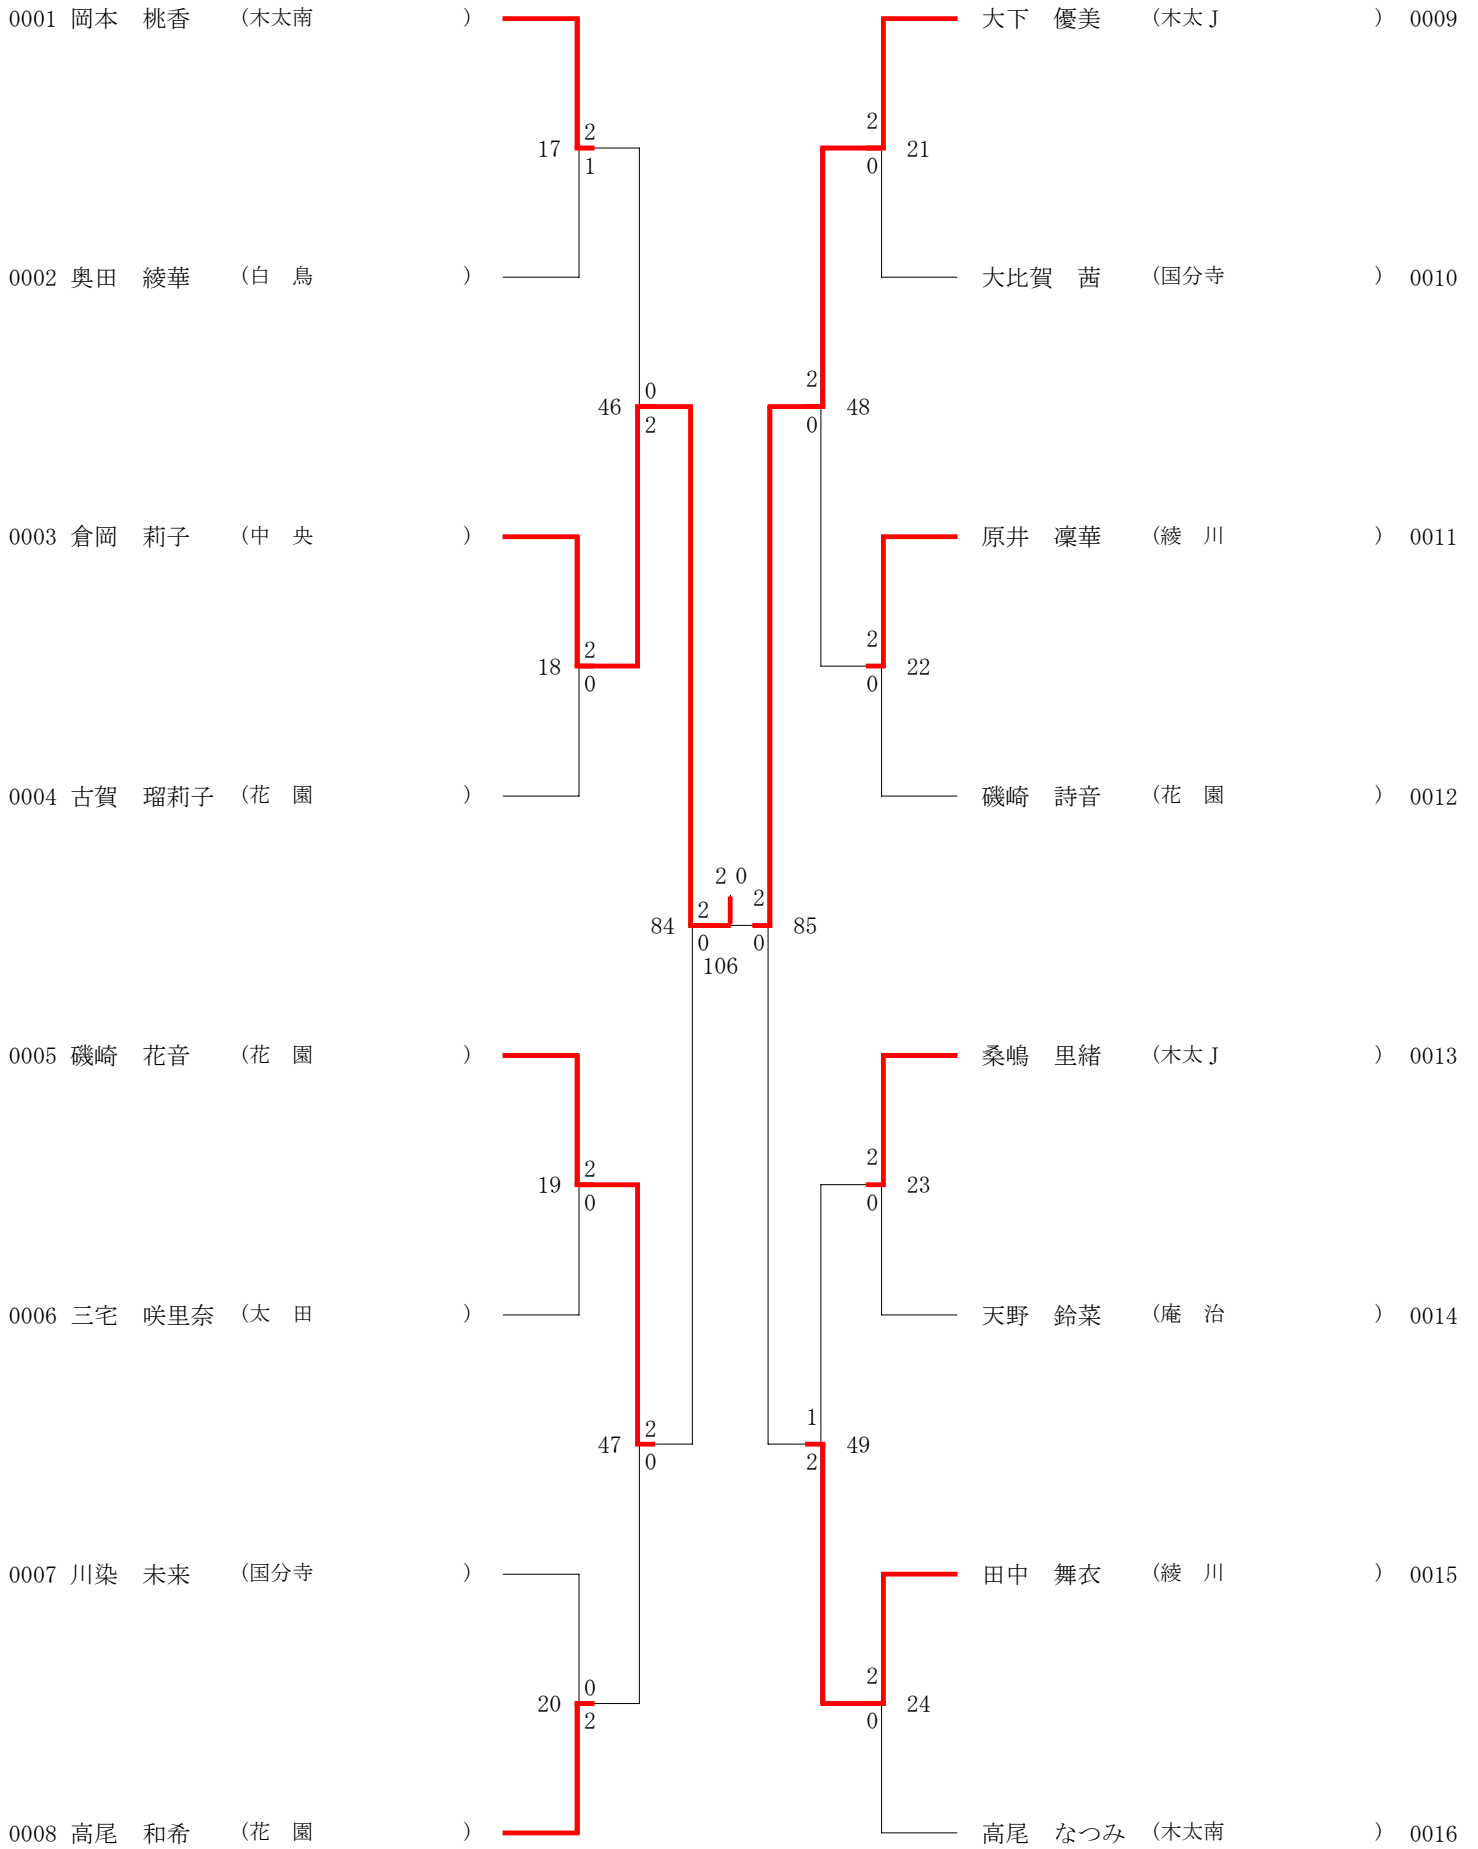 0001 岡本　桃香　（木太南　）　大下　優美　（木太Ｊ　） 0009
2　2
17　21
1　0
0002 奥田　綾華　（白　鳥　）　大比賀　茜　（国分寺　） 0010
0　2
46　48
2　0
0003 倉岡　莉子　（中　央　）　原井　凜華　（綾　川　） 0011
2　2
18　22
0　0
0004 古賀　瑠莉子　（花　園　）　磯崎　詩音　（花　園　） 0012
2 0
2　2
84　85
0　0
106
0005 磯崎　花音　（花　園　）　桑嶋　里緒　（木太Ｊ　） 0013
2　2
19　23
0　0
0006 三宅　咲里奈　（太　田　）　天野　鈴菜　（庵　治　） 0014
2　1
47　49
0　2
0007 川染　未来　（国分寺　）　田中　舞衣　（綾　川　） 0015
0　2
20　24
2　0
0008 高尾　和希　（花　園　）　高尾　なつみ　（木太南　） 0016